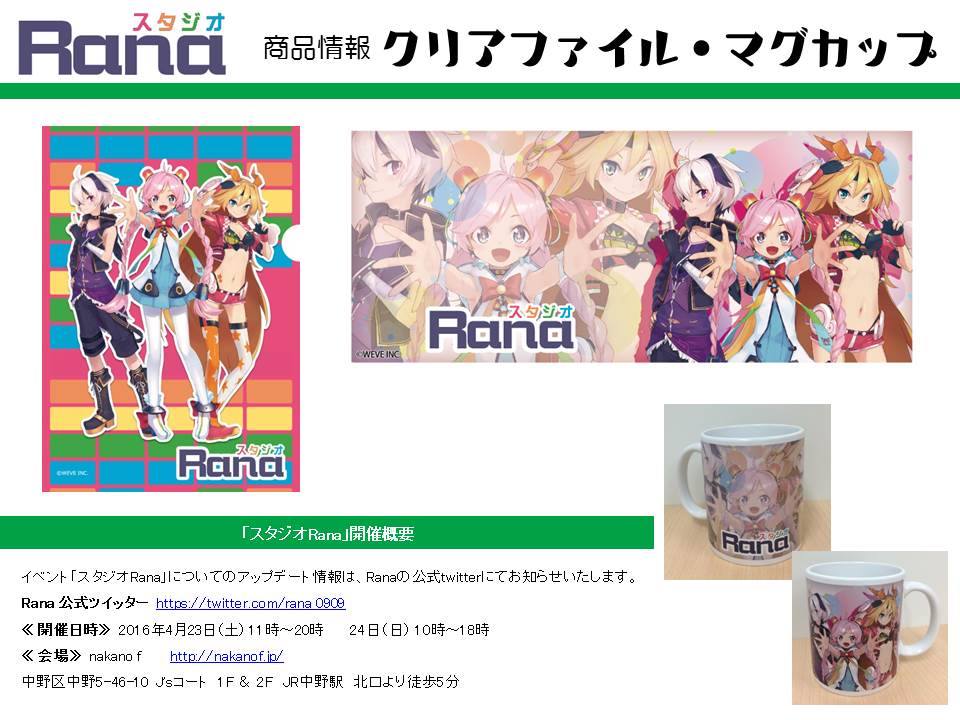 スタジオ
Rana
商品情報 クリアファイル・マグカップ
スタジオ
Rana
©WEVE INC.
スタジオ
Rana
©WEVE INC.
スタジオ
Rana
「スタジオRana」開催概要
イベント「スタジオRana」についてのアップデート情報は、Ranaの公式twitterにてお知らせいたします。
Rana 公式ツイッター https://twitter.com/rana0909
≪ 開催日時≫ 2016年4月23日（土）11時～20時 24日（日）10時～18時
≪ 会場≫ nakano f http://nakanof.jp/
中野区中野5-46-10 J'sコート 1F & 2F JR中野駅 北口より徒歩5分